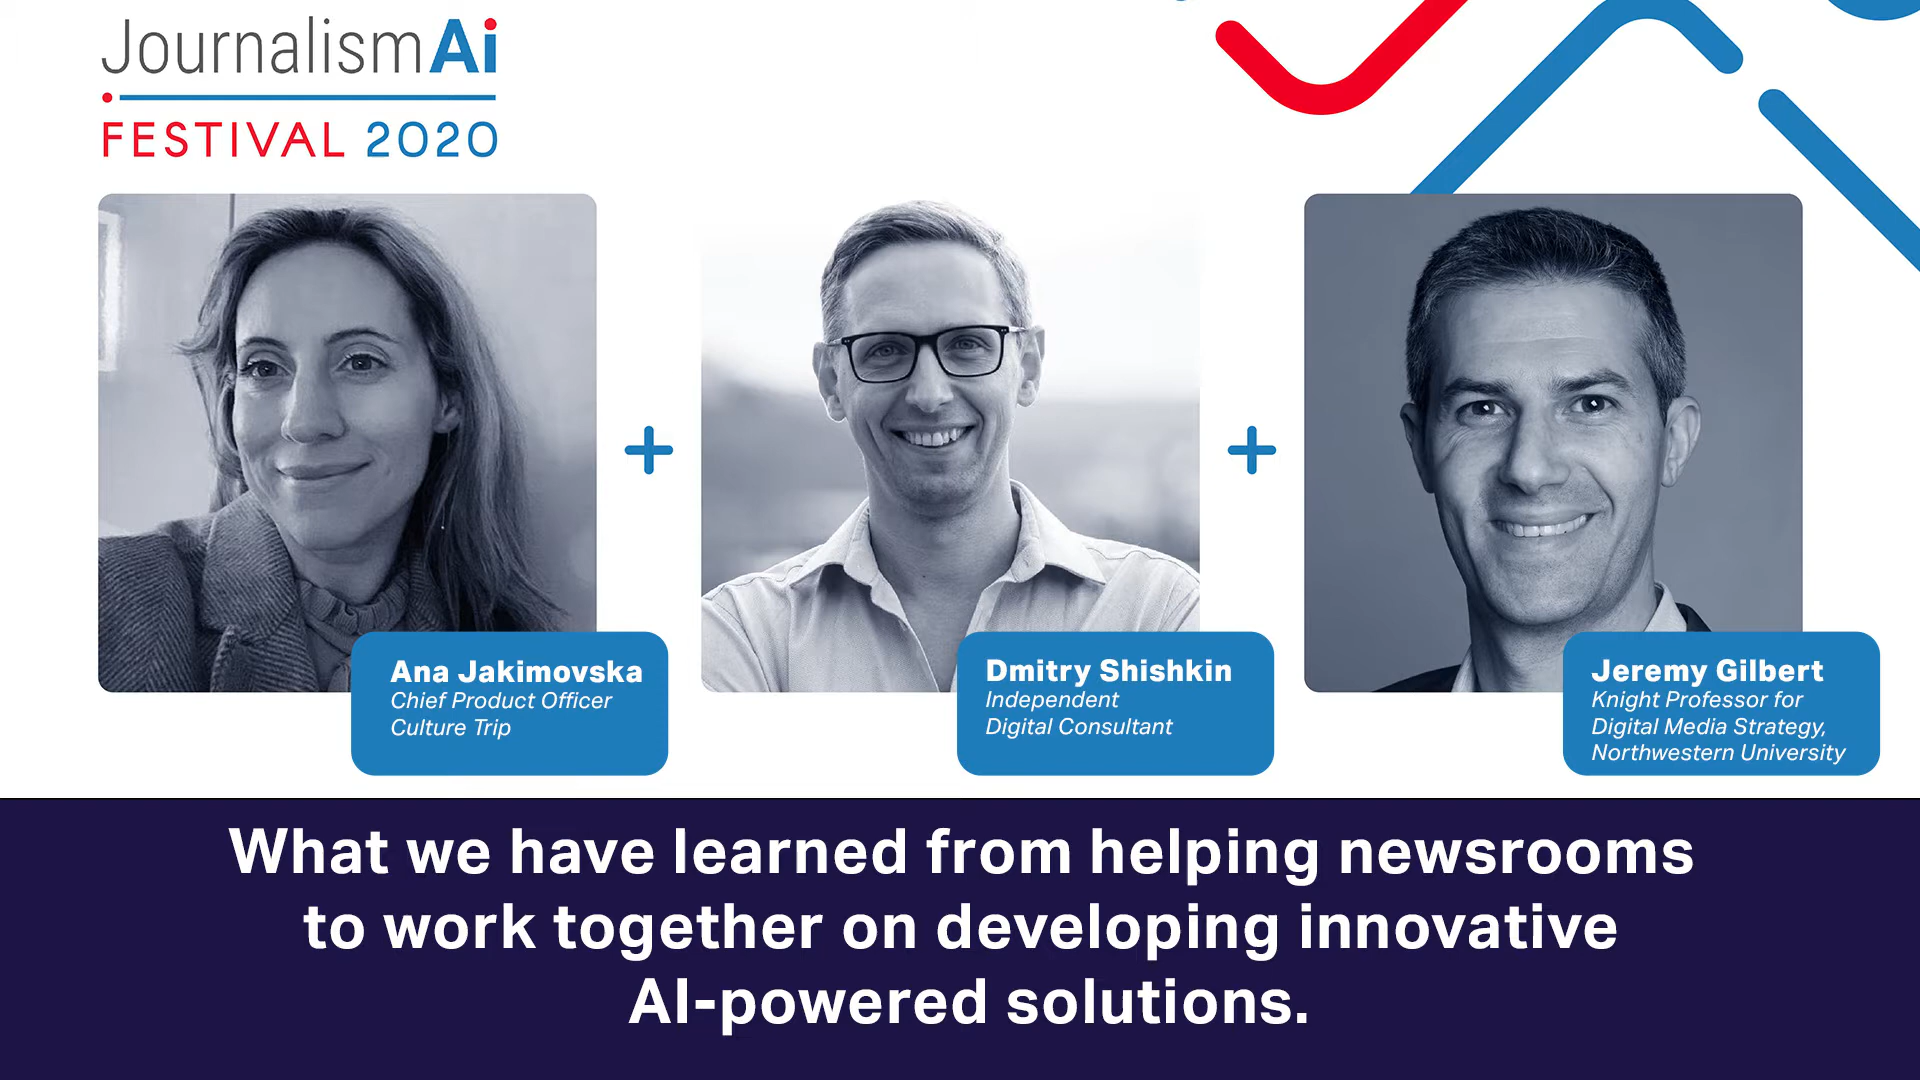 JournalismAi
FESTIVAL 2020
Ana Jakimovska
Chief Product Officer
Culture Trip
Dmitry Shishkin
Independent
Digital Consultant
Jeremy Gilbert
Knight Professor for
Digital Media Strategy,
Northwestern University
What we have learned from helping newsrooms
to work together on developing innovative
AI-powered solutions.